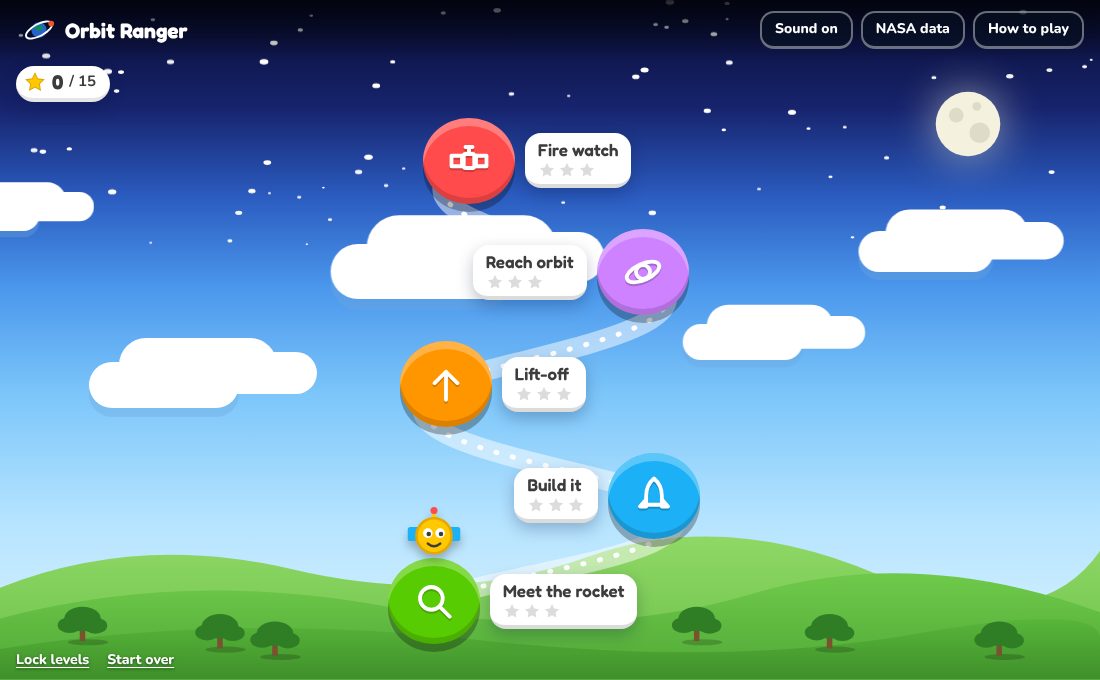 Orbit Ranger
Sound on
NASA data
How to play
0 / 15
Fire watch
Reach orbit
Lift-off
Build it
Meet the rocket
Lock levels
Start over